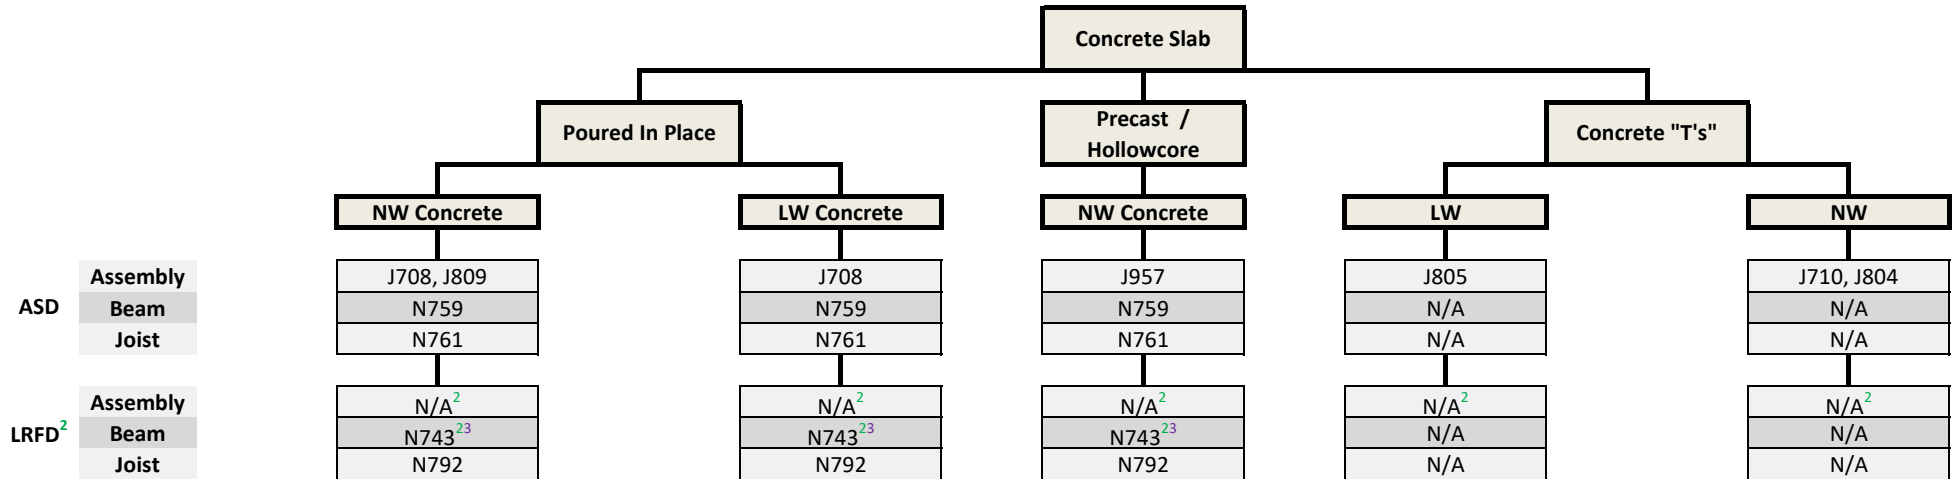 Concrete Slab
Poured In Place
Precast /
Hollowcore
Concrete "T's"
NW Concrete
LW Concrete
NW Concrete
LW
NW
ASD
Assembly
J708, J809
J708
J957
J805
J710, J804
Beam
N759
N759
N759
N/A
N/A
Joist
N761
N761
N761
N/A
N/A
LRFD²
Assembly
N/A²
N/A²
N/A²
N/A²
N/A²
Beam
N743²³
N743²³
N743²³
N/A
N/A
Joist
N792
N792
N792
N/A
N/A